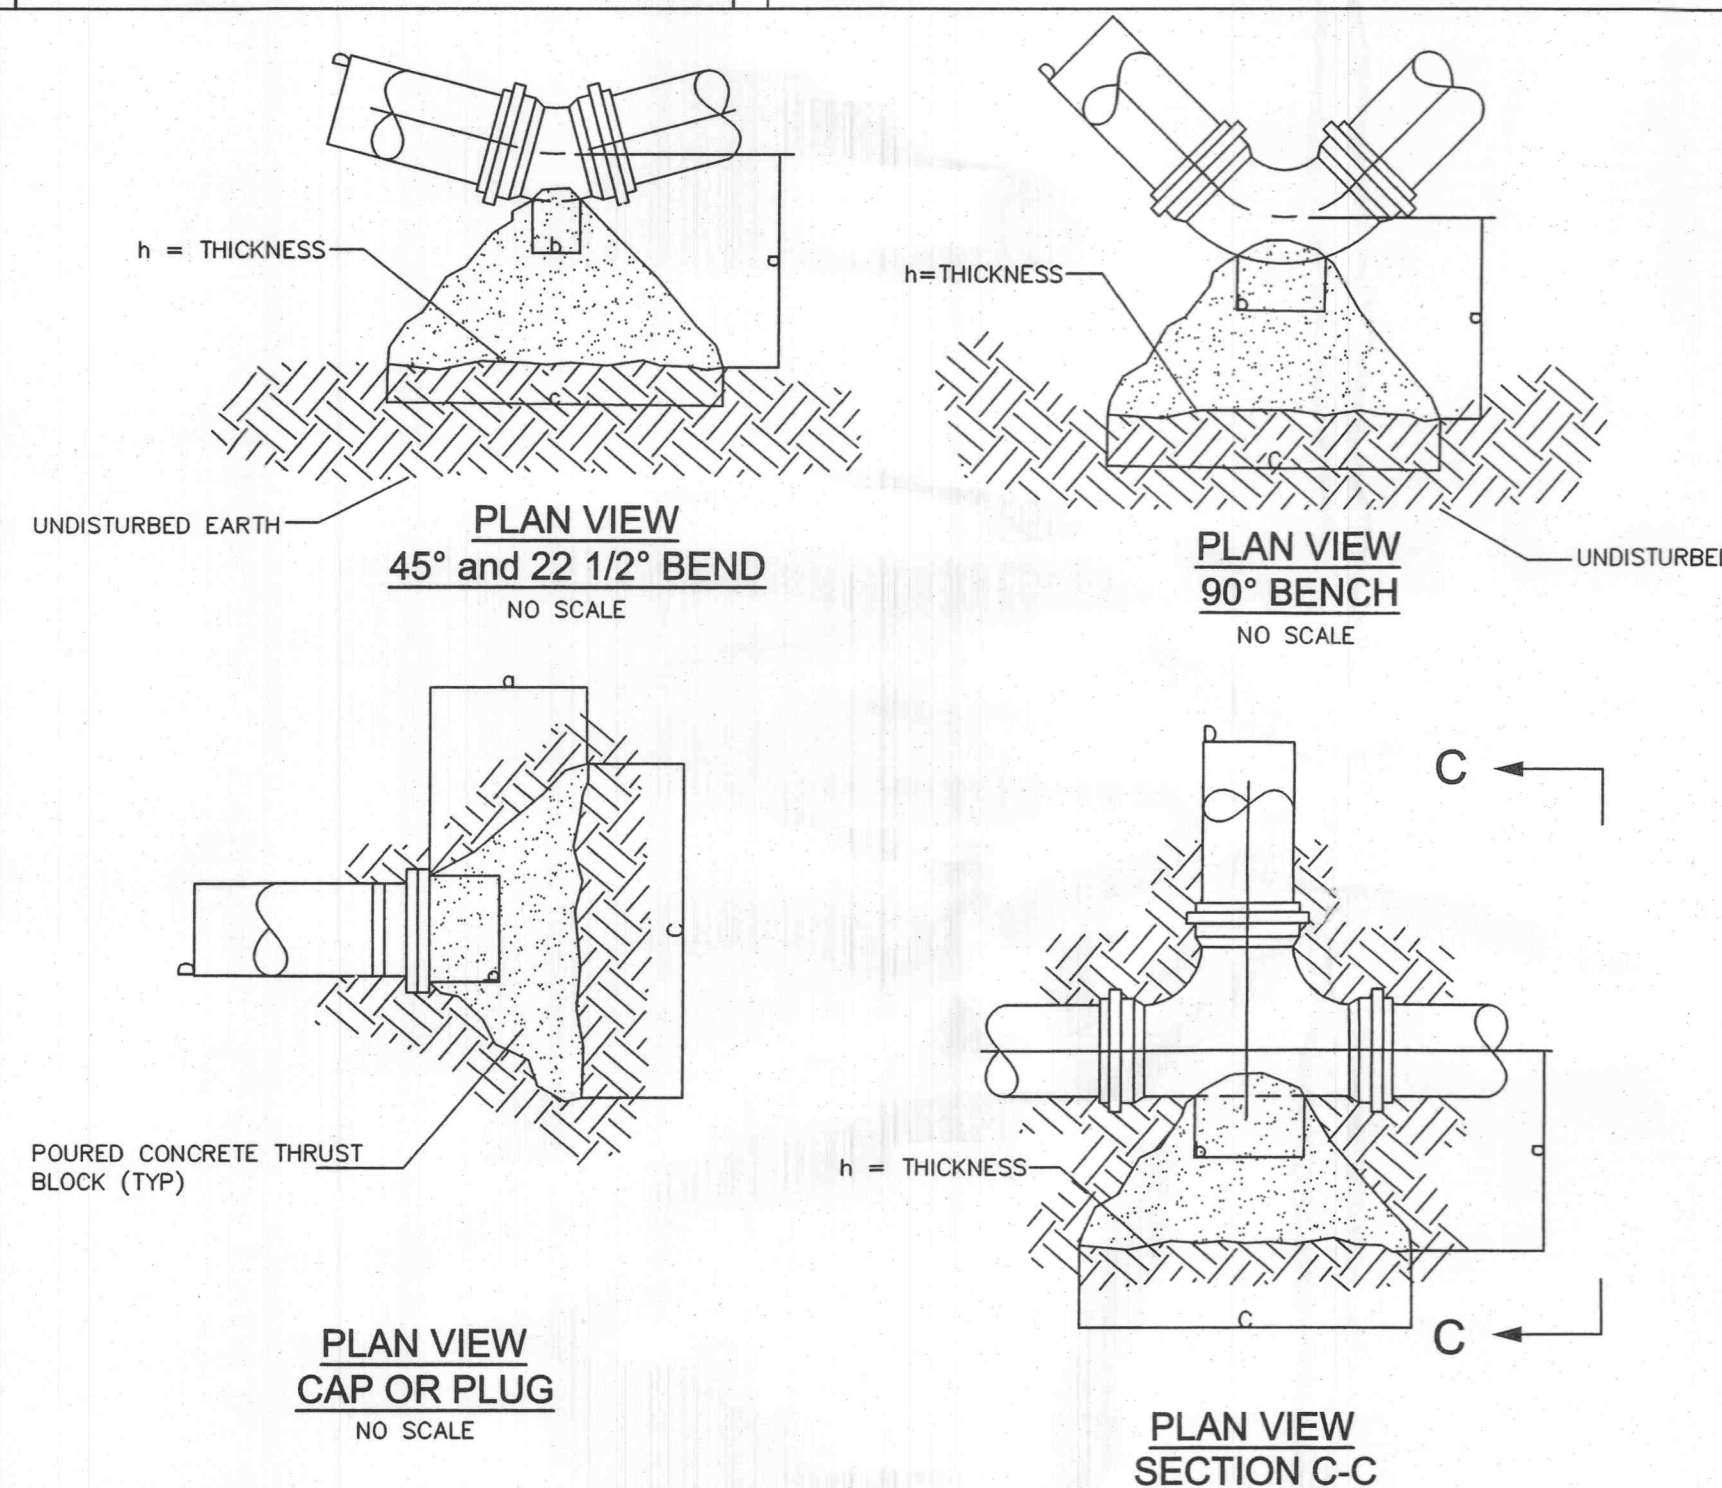 D
D
h = THICKNESS
b
a
h=THICKNESS
b
a
c
C
UNDISTURBED EARTH
PLAN VIEW
45° and 22 1/2° BEND
NO SCALE
PLAN VIEW
90° BENCH
NO SCALE
a
D
C
C
D
b
a
POURED CONCRETE THRUST
BLOCK (TYP)
h = THICKNESS
b
C
C
PLAN VIEW
CAP OR PLUG
NO SCALE
PLAN VIEW
SECTION C-C